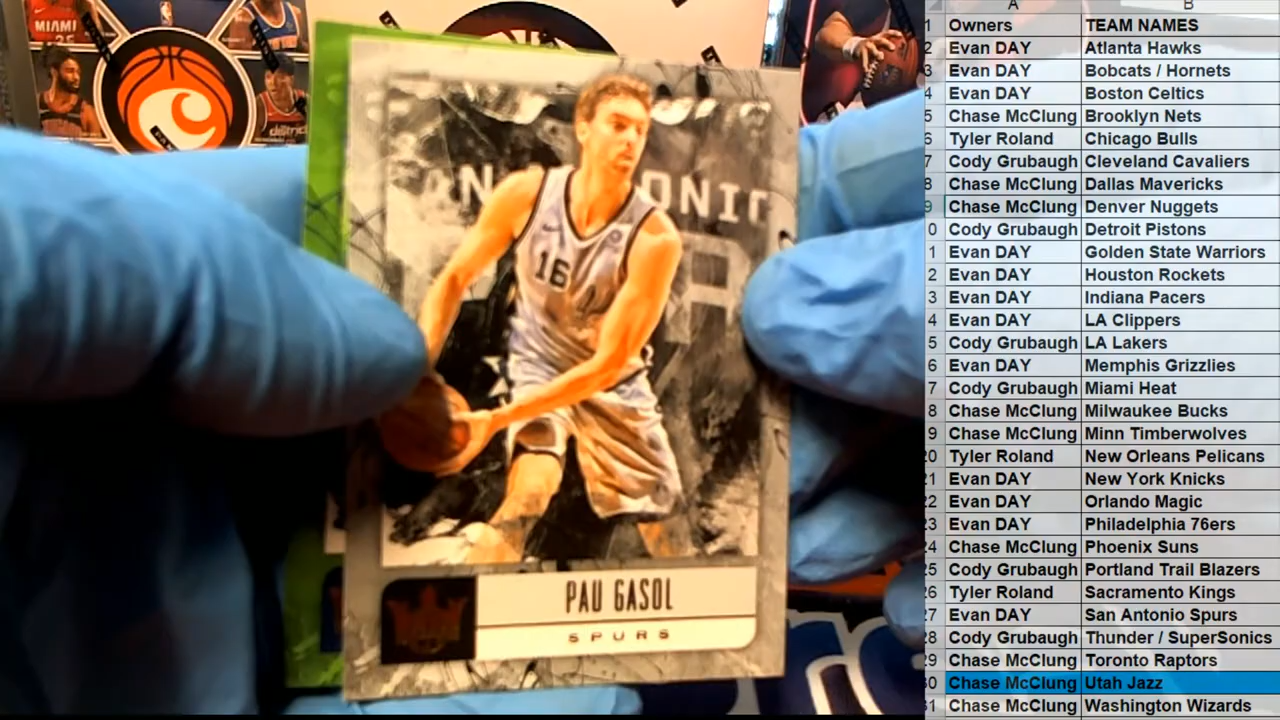 MIAMI
16
PAU GASOL
SPURS
A B
1 Owners TEAM NAMES
2 Evan DAY Atlanta Hawks
3 Evan DAY Bobcats / Hornets
4 Evan DAY Boston Celtics
5 Chase McClung Brooklyn Nets
6 Tyler Roland Chicago Bulls
7 Cody Grubaugh Cleveland Cavaliers
8 Chase McClung Dallas Mavericks
9 Chase McClung Denver Nuggets
0 Cody Grubaugh Detroit Pistons
1 Evan DAY Golden State Warriors
2 Evan DAY Houston Rockets
3 Evan DAY Indiana Pacers
4 Evan DAY LA Clippers
5 Cody Grubaugh LA Lakers
6 Evan DAY Memphis Grizzlies
7 Cody Grubaugh Miami Heat
8 Chase McClung Milwaukee Bucks
9 Chase McClung Minn Timberwolves
20 Tyler Roland New Orleans Pelicans
21 Evan DAY New York Knicks
22 Evan DAY Orlando Magic
23 Evan DAY Philadelphia 76ers
24 Chase McClung Phoenix Suns
25 Cody Grubaugh Portland Trail Blazers
26 Tyler Roland Sacramento Kings
27 Evan DAY San Antonio Spurs
28 Cody Grubaugh Thunder / SuperSonics
29 Chase McClung Toronto Raptors
30 Chase McClung Utah Jazz
31 Chase McClung Washington Wizards